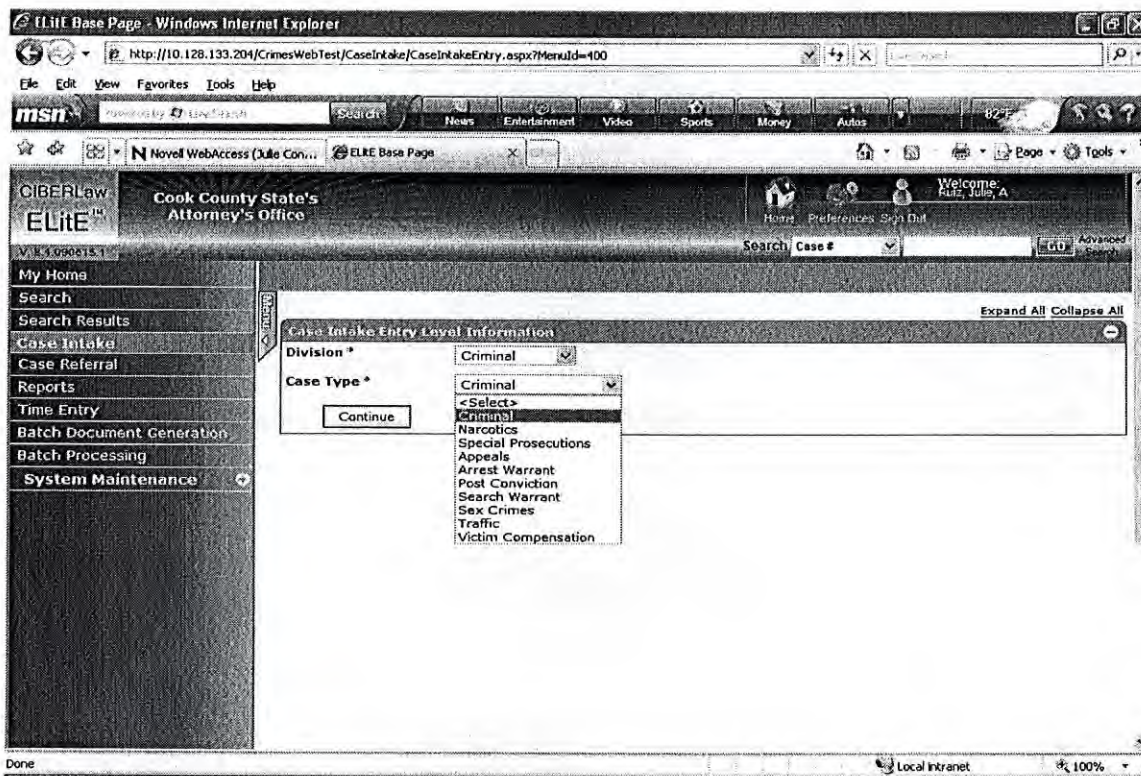 ELitE Base Page - Windows Internet Explorer
http://10.128.133.204/CrimesWebTest/CaseIntake/CaseIntakeEntry.aspx?MenuId=400
File Edit View Favorites Tools Help
msn Search News Entertainment Video Sports Money Autos 82°F
Novell WebAccess (Julie Con... ELitE Base Page Page Tools
CIBERLaw
ELitE™
Cook County State's
Attorney's Office
Home Preferences Sign Out
Welcome:
Ruiz, Julie, A
Search Case # GO Advanced
Search
My Home
Search
Search Results
Case Intake
Case Referral
Reports
Time Entry
Batch Document Generation
Batch Processing
System Maintenance
Menu
Expand All Collapse All
Case Intake Entry Level Information
Division * Criminal
Case Type * Criminal
<Select>
Criminal
Narcotics
Special Prosecutions
Appeals
Arrest Warrant
Post Conviction
Search Warrant
Sex Crimes
Traffic
Victim Compensation
Continue
Done Local intranet 100%